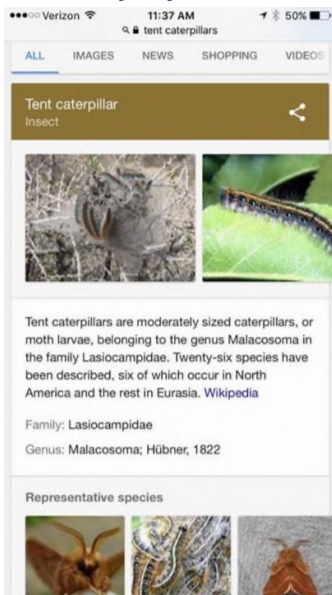 Verizon 11:37 AM 50%
tent caterpillars
ALL IMAGES NEWS SHOPPING VIDEOS
Tent caterpillar
Insect
Tent caterpillars are moderately sized caterpillars, or
moth larvae, belonging to the genus Malacosoma in
the family Lasiocampidae. Twenty-six species have
been described, six of which occur in North
America and the rest in Eurasia. Wikipedia
Family: Lasiocampidae
Genus: Malacosoma; Hübner, 1822
Representative species